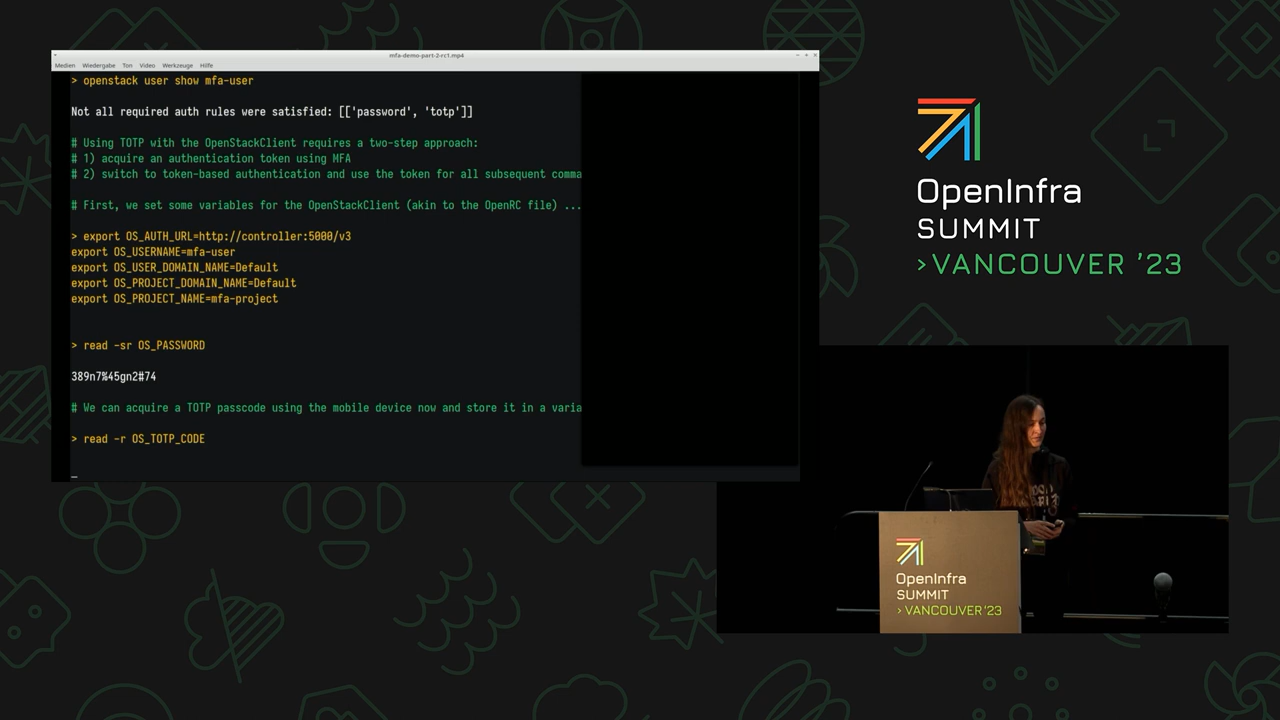 mfa-demo-part-2-rc1.mp4
Medien Wiedergabe Ton Video Werkzeuge Hilfe
> openstack user show mfa-user
Not all required auth rules were satisfied: [['password', 'totp']]
# Using TOTP with the OpenStackClient requires a two-step approach:
# 1) acquire an authentication token using MFA
# 2) switch to token-based authentication and use the token for all subsequent comma
# First, we set some variables for the OpenStackClient (akin to the OpenRC file) ...
> export OS_AUTH_URL=http://controller:5000/v3
export OS_USERNAME=mfa-user
export OS_USER_DOMAIN_NAME=Default
export OS_PROJECT_DOMAIN_NAME=Default
export OS_PROJECT_NAME=mfa-project
> read -sr OS_PASSWORD
389n7%45gn2#74
# We can acquire a TOTP passcode using the mobile device now and store it in a varia
> read -r OS_TOTP_CODE
OpenInfra
SUMMIT
>VANCOUVER '23
OpenInfra
SUMMIT
> VANCOUVER '23